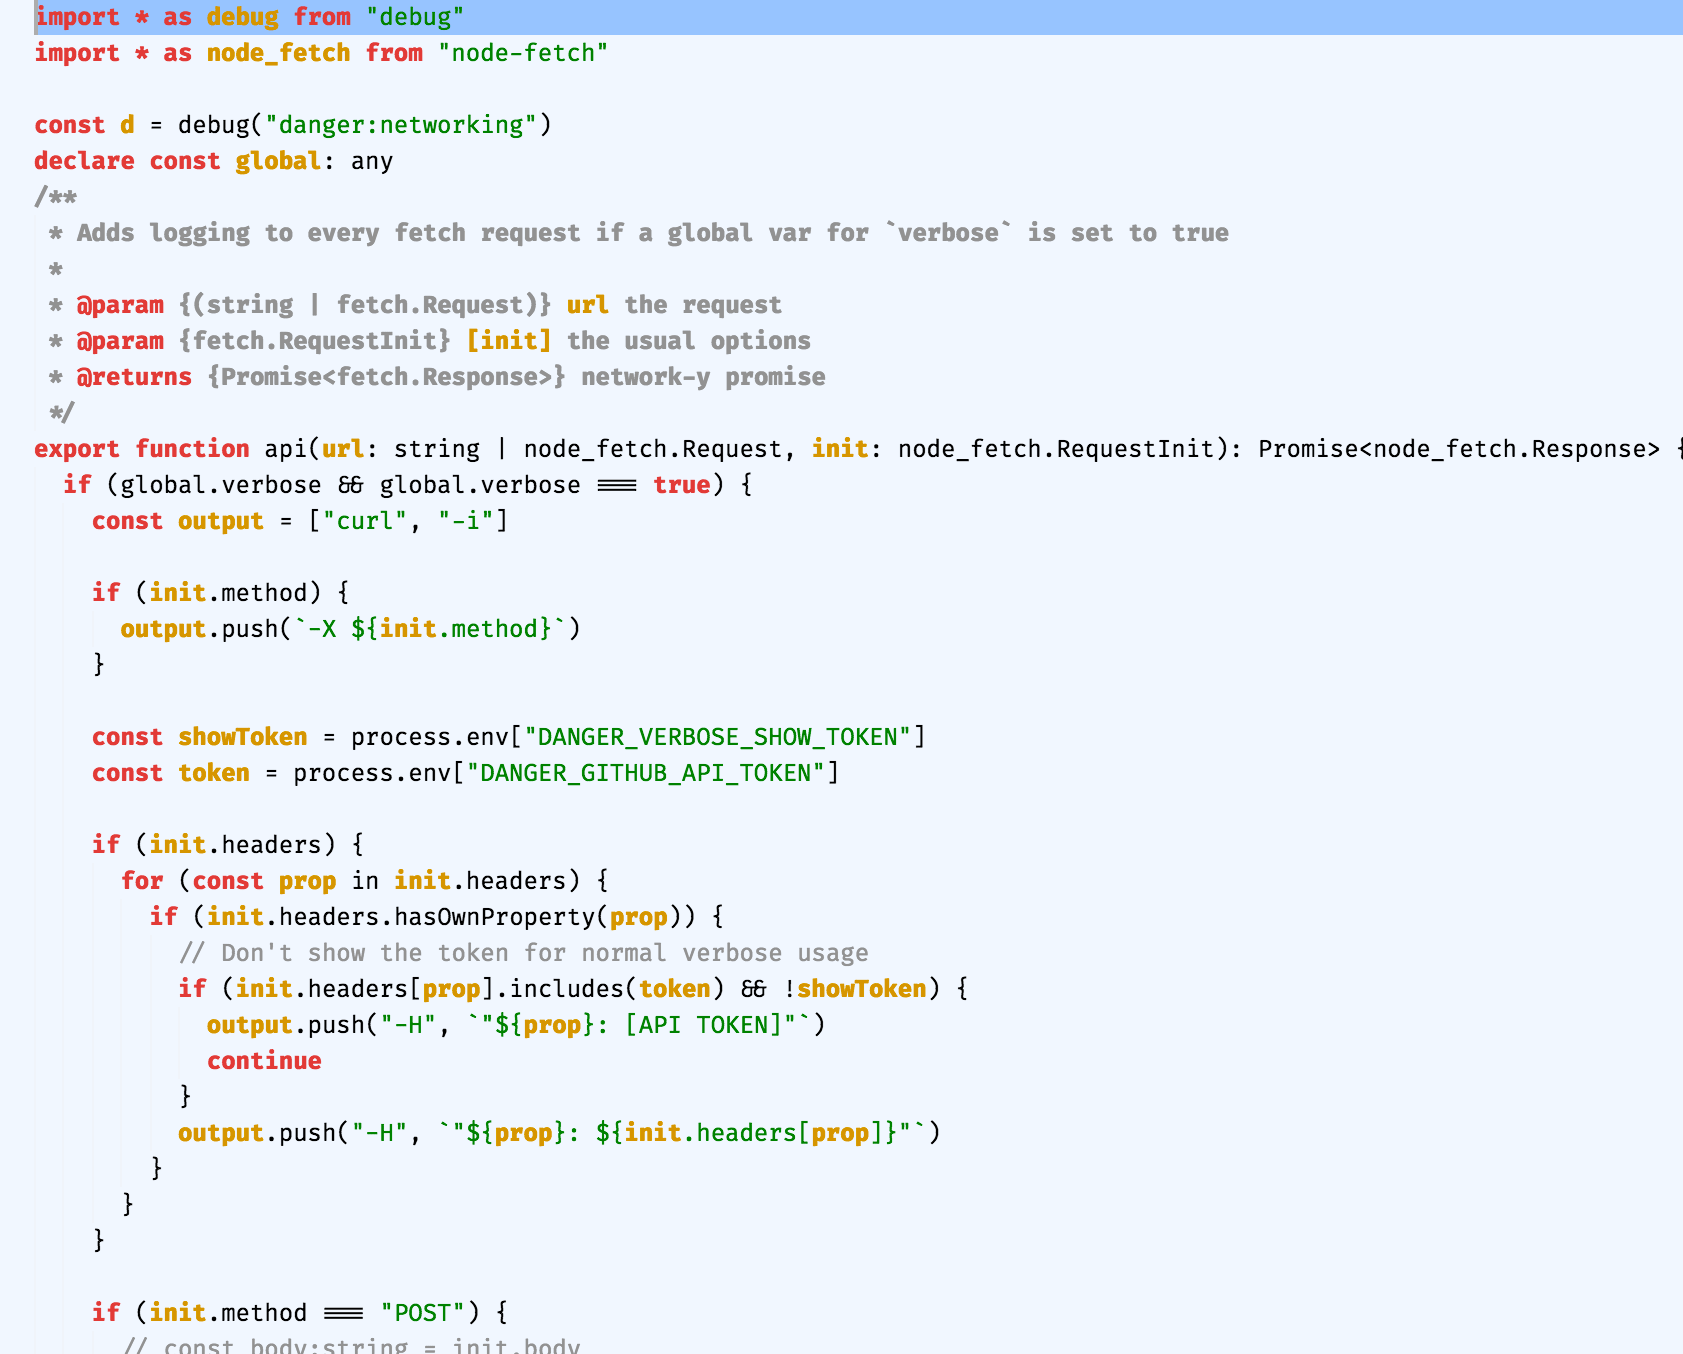 import * as debug from "debug"
import * as node_fetch from "node-fetch"

const d = debug("danger:networking")
declare const global: any
/**
 * Adds logging to every fetch request if a global var for `verbose` is set to true
 *
 * @param {(string | fetch.Request)} url the request
 * @param {fetch.RequestInit} [init] the usual options
 * @returns {Promise<fetch.Response>} network-y promise
 */
export function api(url: string | node_fetch.Request, init: node_fetch.RequestInit): Promise<node_fetch.Response> {
  if (global.verbose && global.verbose === true) {
    const output = ["curl", "-i"]

    if (init.method) {
      output.push(`-X ${init.method}`)
    }

    const showToken = process.env["DANGER_VERBOSE_SHOW_TOKEN"]
    const token = process.env["DANGER_GITHUB_API_TOKEN"]

    if (init.headers) {
      for (const prop in init.headers) {
        if (init.headers.hasOwnProperty(prop)) {
          // Don't show the token for normal verbose usage
          if (init.headers[prop].includes(token) && !showToken) {
            output.push("-H", `"${prop}: [API TOKEN]"`)
            continue
          }
          output.push("-H", `"${prop}: ${init.headers[prop]}"`)
        }
      }
    }

    if (init.method === "POST") {
      // const body:string = init.body